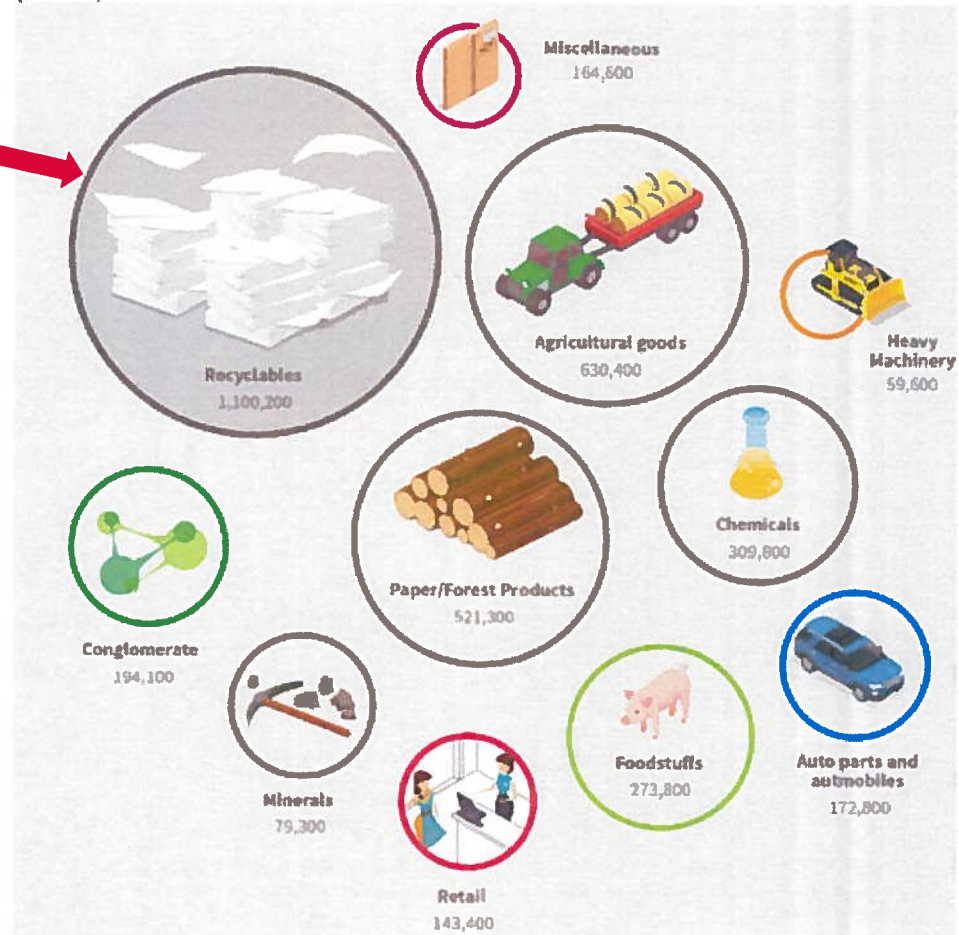 Miscellaneous
164,600
Recyclables
1,100,200
Agricultural goods
630,400
Heavy
Machinery
59,600
Chemicals
309,800
Paper/Forest Products
521,300
Conglomerate
194,100
Minerals
79,300
Foodstuffs
273,800
Auto parts and
autmobiles
172,800
Retail
143,400